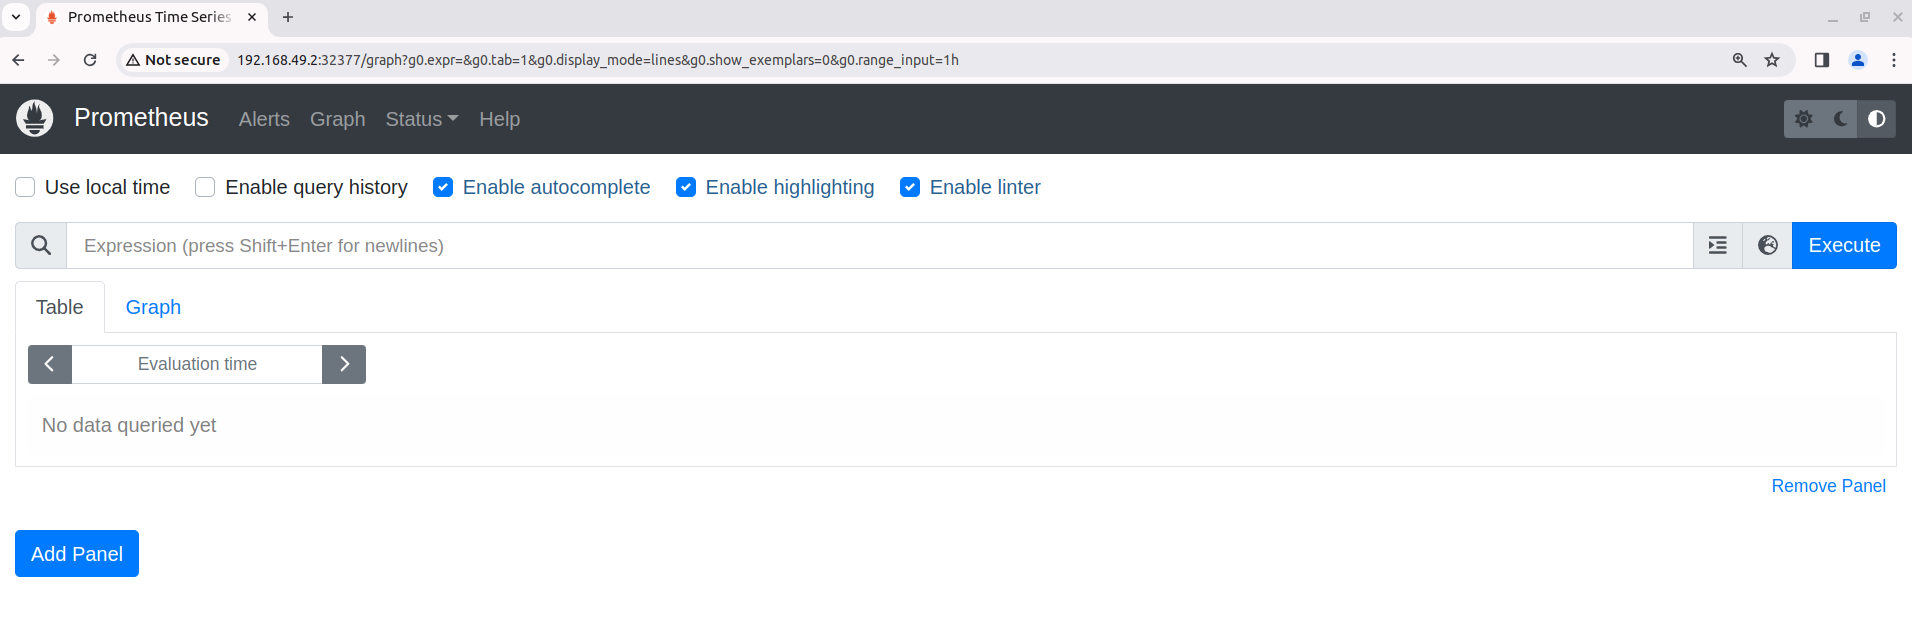 Prometheus Time Series
Not secure 192.168.49.2:32377/graph?g0.expr=&g0.tab=1&g0.display_mode=lines&g0.show_exemplars=0&g0.range_input=1h
Prometheus Alerts Graph Status Help
Use local time Enable query history Enable autocomplete Enable highlighting Enable linter
Expression (press Shift+Enter for newlines) Execute
Table Graph
Evaluation time
No data queried yet
Remove Panel
Add Panel